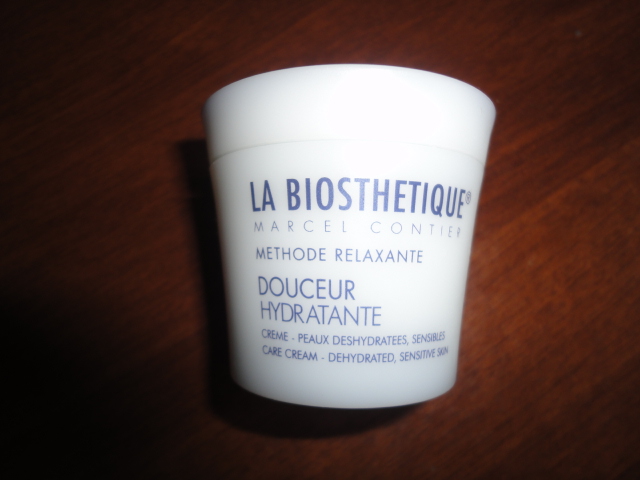 LA BIOSTHETIQUE®
MARCEL CONTIER
METHODE RELAXANTE
DOUCEUR
HYDRATANTE
CREME - PEAUX DESHYDRATEES, SENSIBLES
CARE CREAM - DEHYDRATED, SENSITIVE SKIN